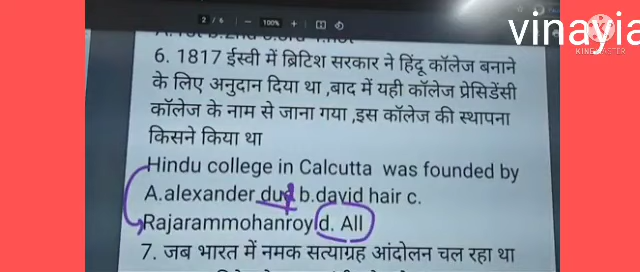 2 / 6 − 100% +
vinayia
KINEMASTER
6. 1817 ईस्वी में ब्रिटिश सरकार ने हिंदू कॉलेज बनाने
के लिए अनुदान दिया था ,बाद में यही कॉलेज प्रेसिडेंसी
कॉलेज के नाम से जाना गया ,इस कॉलेज की स्थापना
किसने किया था
Hindu college in Calcutta was founded by
A.alexander b.david hair c.
Rajarammohanroy d. All
7. जब भारत में नमक सत्याग्रह आंदोलन चल रहा था